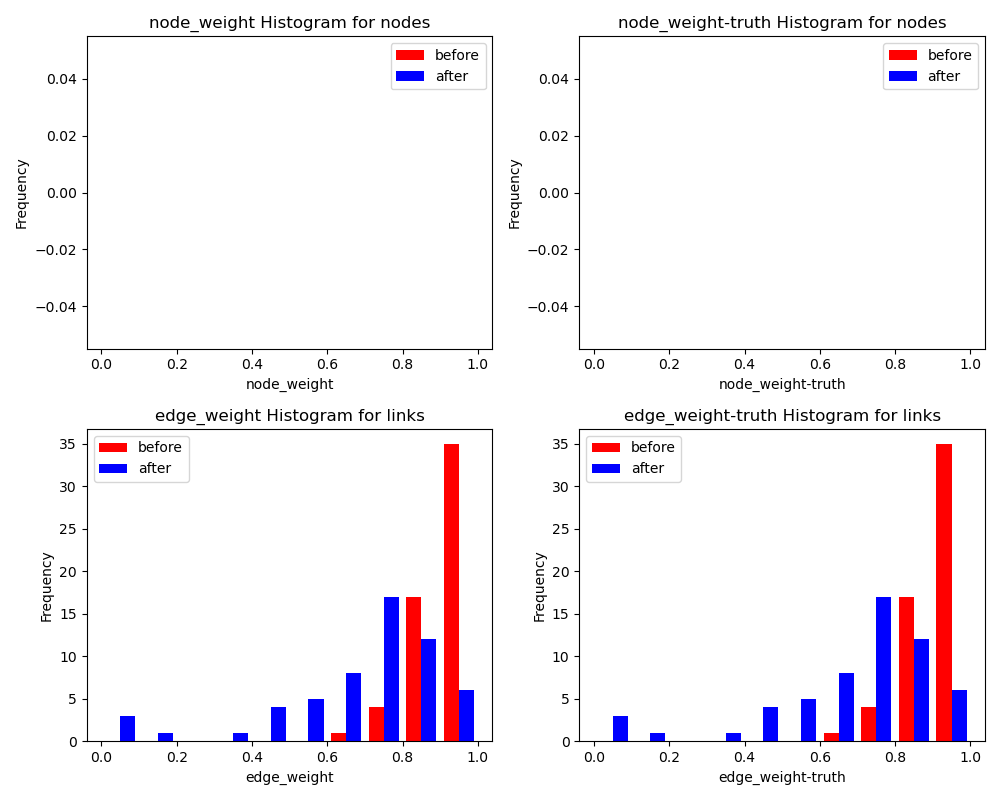 node_weight Histogram for nodes
before
after
0.04
0.02
0.00
−0.02
−0.04
Frequency
0.0 0.2 0.4 0.6 0.8 1.0
node_weight
node_weight-truth Histogram for nodes
before
after
0.04
0.02
0.00
−0.02
−0.04
Frequency
0.0 0.2 0.4 0.6 0.8 1.0
node_weight-truth
edge_weight Histogram for links
before
after
35
30
25
20
15
10
5
0
Frequency
0.0 0.2 0.4 0.6 0.8 1.0
edge_weight
edge_weight-truth Histogram for links
before
after
35
30
25
20
15
10
5
0
Frequency
0.0 0.2 0.4 0.6 0.8 1.0
edge_weight-truth